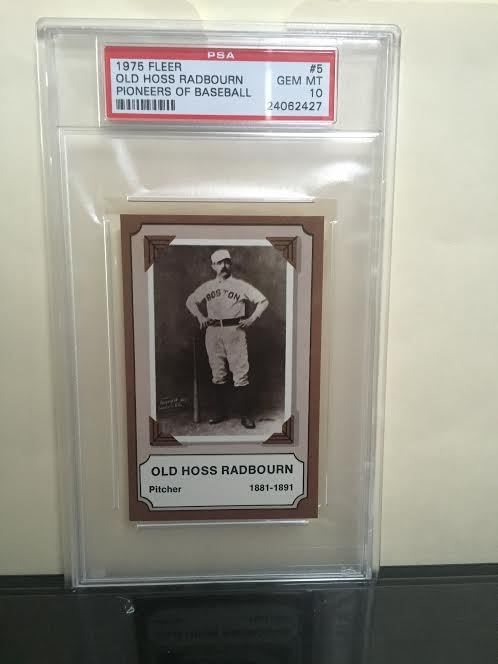 PSA
1975 FLEER #5
OLD HOSS RADBOURN GEM MT
PIONEERS OF BASEBALL 10
24062427
BOSTON
OLD HOSS RADBOURN
Pitcher 1881-1891